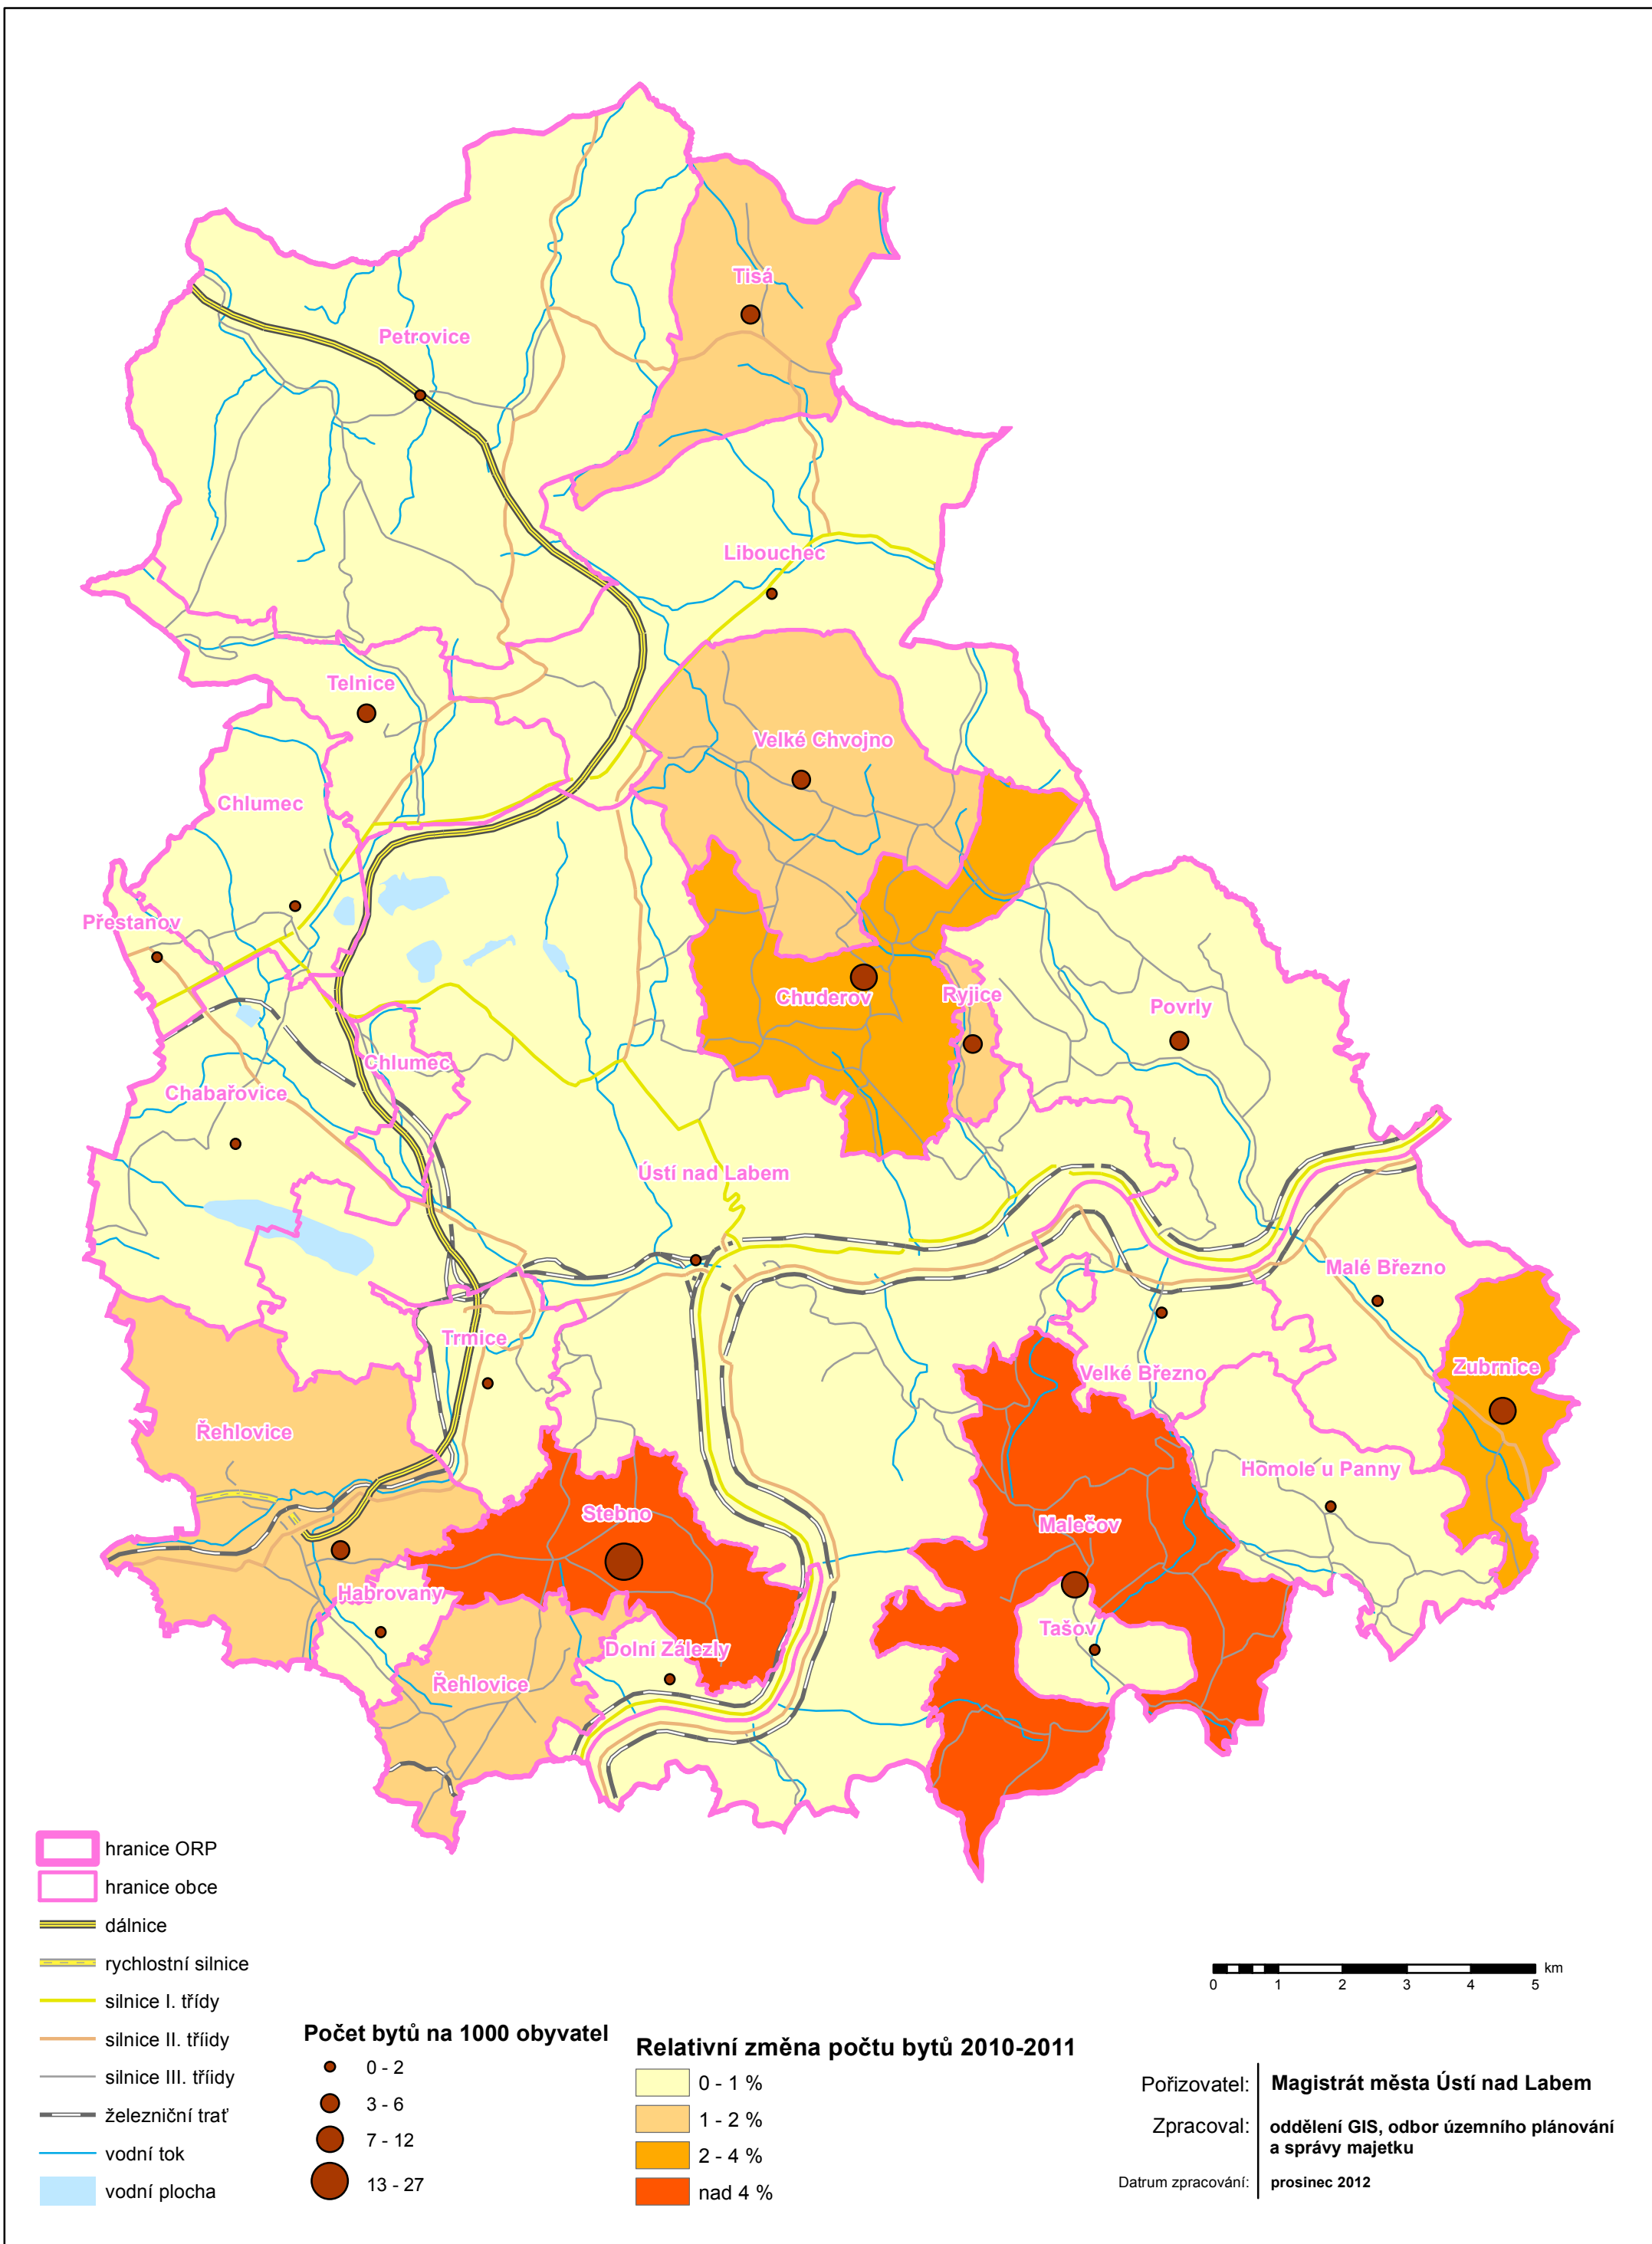 Tisá
Petrovice
Libouchec
Telnice
Velké Chvojno
Chlumec
Přestanov
Chuderov
Ryjice
Povrly
Chlumec
Chabařovice
Ústí nad Labem
Malé Březno
Trmice
Velké Březno
Zubrnice
Řehlovice
Homole u Panny
Stebno
Malečov
Habrovany
Tašov
Dolní Zálezly
Řehlovice
hranice ORP
hranice obce
dálnice
rychlostní silnice
silnice I. třídy
silnice II. tříidy
silnice III. tříidy
železniční trať
vodní tok
vodní plocha
Počet bytů na 1000 obyvatel
0 - 2
3 - 6
7 - 12
13 - 27
Relativní změna počtu bytů 2010-2011
0 - 1 %
1 - 2 %
2 - 4 %
nad 4 %
km
0 1 2 3 4 5
Pořizovatel: Magistrát města Ústí nad Labem
Zpracoval: oddělení GIS, odbor územního plánování
a správy majetku
Datrum zpracování: prosinec 2012